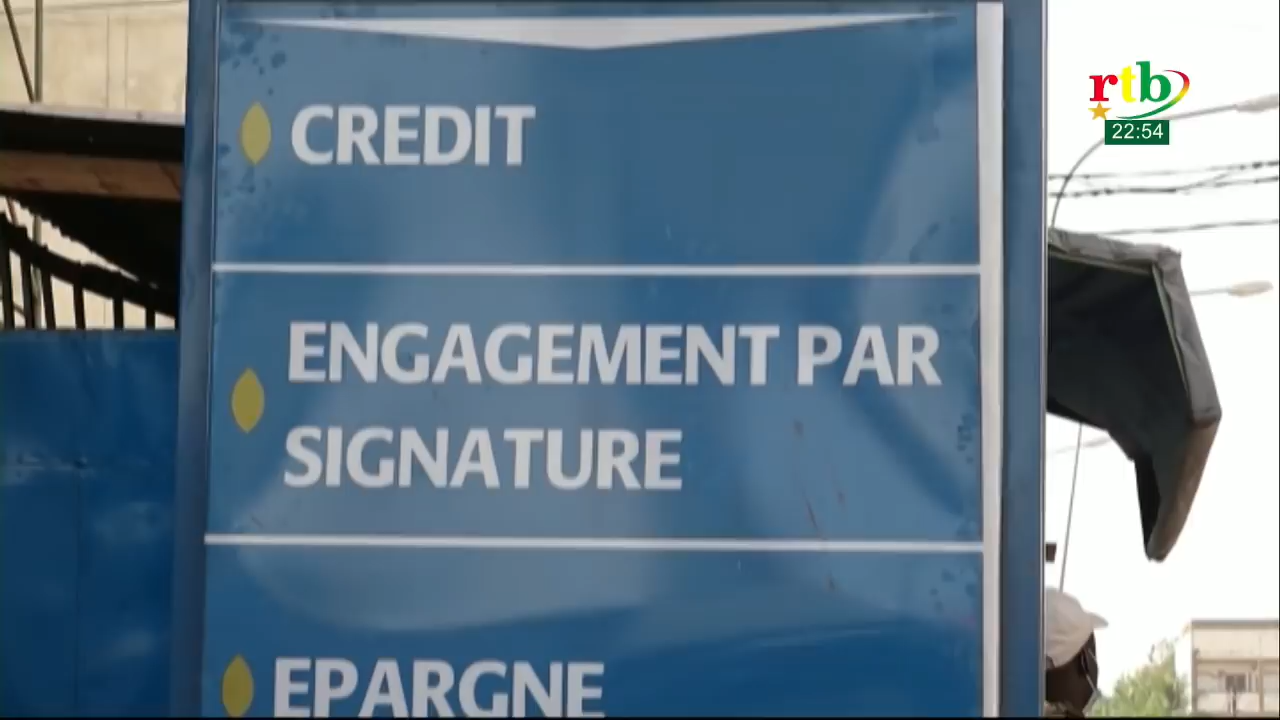 rtb
22:54
CREDIT
ENGAGEMENT PAR
SIGNATURE
EPARGNE